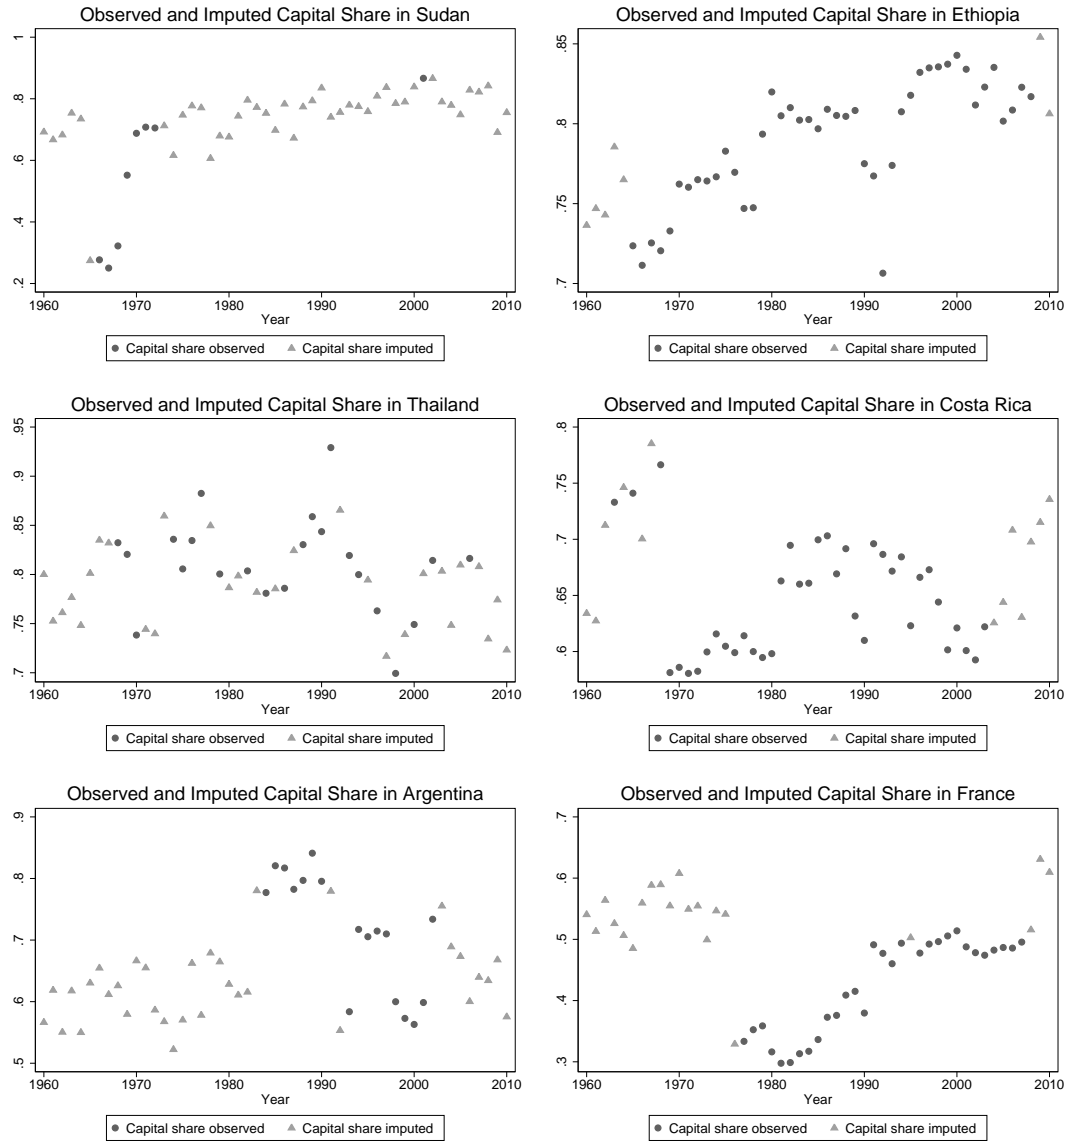 Observed and Imputed Capital Share in Sudan
1
.8
.6
.4
.2
1960 1970 1980 1990 2000 2010
Year
Capital share observed Capital share imputed
Observed and Imputed Capital Share in Ethiopia
.85
.8
.75
.7
1960 1970 1980 1990 2000 2010
Year
Capital share observed Capital share imputed
Observed and Imputed Capital Share in Thailand
.95
.9
.85
.8
.75
.7
1960 1970 1980 1990 2000 2010
Year
Capital share observed Capital share imputed
Observed and Imputed Capital Share in Costa Rica
.8
.75
.7
.65
.6
1960 1970 1980 1990 2000 2010
Year
Capital share observed Capital share imputed
Observed and Imputed Capital Share in Argentina
.9
.8
.7
.6
.5
1960 1970 1980 1990 2000 2010
Year
Capital share observed Capital share imputed
Observed and Imputed Capital Share in France
.7
.6
.5
.4
.3
1960 1970 1980 1990 2000 2010
Year
Capital share observed Capital share imputed